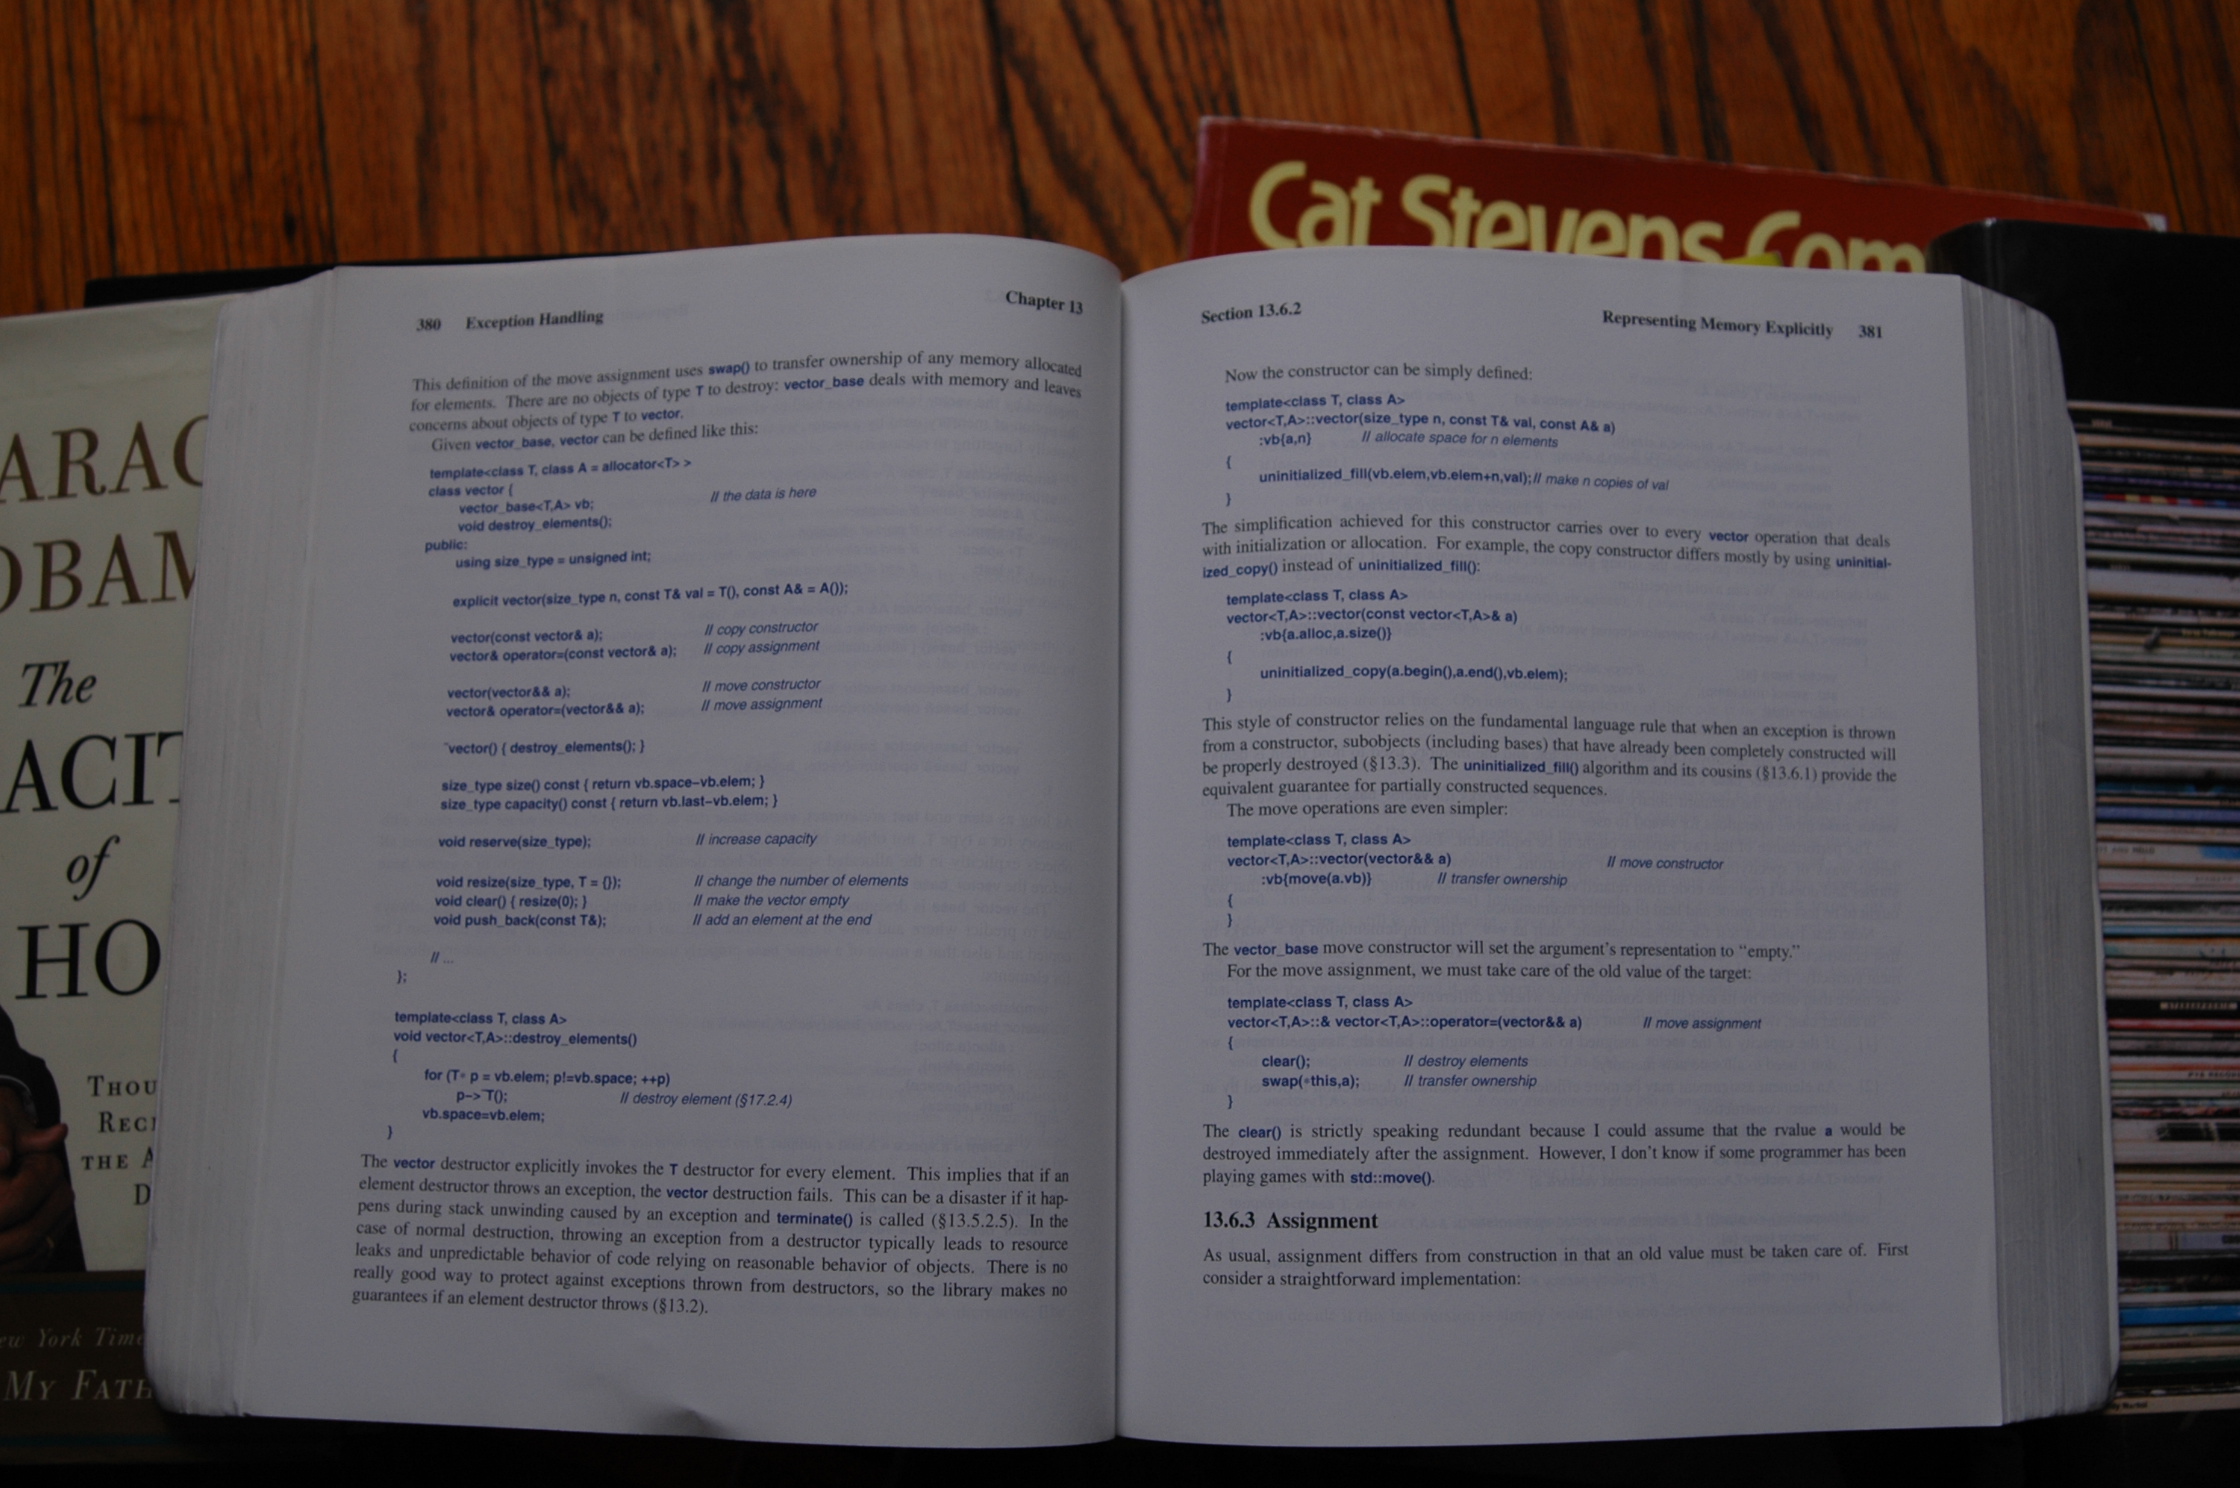 380 Exception Handling Chapter 13
This definition of the move assignment uses swap() to transfer ownership of any memory allocated
for elements. There are no objects of type T to destroy: vector_base deals with memory and leaves
concerns about objects of type T to vector.
Given vector_base, vector can be defined like this:
template<class T, class A = allocator<T> >
class vector {
vector_base<T,A> vb; // the data is here
void destroy_elements();
public:
using size_type = unsigned int;
explicit vector(size_type n, const T& val = T(), const A& = A());
vector(const vector& a); // copy constructor
vector& operator=(const vector& a); // copy assignment
vector(vector&& a); // move constructor
vector& operator=(vector&& a); // move assignment
~vector() { destroy_elements(); }
size_type size() const { return vb.space−vb.elem; }
size_type capacity() const { return vb.last−vb.elem; }
void reserve(size_type); // increase capacity
void resize(size_type, T = {}); // change the number of elements
void clear() { resize(0); } // make the vector empty
void push_back(const T&); // add an element at the end
// ...
};
template<class T, class A>
void vector<T,A>::destroy_elements()
{
for (T* p = vb.elem; p!=vb.space; ++p)
p−>~T(); // destroy element (§17.2.4)
vb.space=vb.elem;
}
The vector destructor explicitly invokes the T destructor for every element. This implies that if an
element destructor throws an exception, the vector destruction fails. This can be a disaster if it hap-
pens during stack unwinding caused by an exception and terminate() is called (§13.5.2.5). In the
case of normal destruction, throwing an exception from a destructor typically leads to resource
leaks and unpredictable behavior of code relying on reasonable behavior of objects. There is no
really good way to protect against exceptions thrown from destructors, so the library makes no
guarantees if an element destructor throws (§13.2).
Section 13.6.2 Representing Memory Explicitly 381
Now the constructor can be simply defined:
template<class T, class A>
vector<T,A>::vector(size_type n, const T& val, const A& a)
:vb{a,n} // allocate space for n elements
{
uninitialized_fill(vb.elem,vb.elem+n,val); // make n copies of val
}
The simplification achieved for this constructor carries over to every vector operation that deals
with initialization or allocation. For example, the copy constructor differs mostly by using uninitial-
ized_copy() instead of uninitialized_fill():
template<class T, class A>
vector<T,A>::vector(const vector<T,A>& a)
:vb{a.alloc,a.size()}
{
uninitialized_copy(a.begin(),a.end(),vb.elem);
}
This style of constructor relies on the fundamental language rule that when an exception is thrown
from a constructor, subobjects (including bases) that have already been completely constructed will
be properly destroyed (§13.3). The uninitialized_fill() algorithm and its cousins (§13.6.1) provide the
equivalent guarantee for partially constructed sequences.
The move operations are even simpler:
template<class T, class A>
vector<T,A>::vector(vector&& a) // move constructor
:vb{move(a.vb)} // transfer ownership
{
}
The vector_base move constructor will set the argument's representation to “empty.”
For the move assignment, we must take care of the old value of the target:
template<class T, class A>
vector<T,A>::& vector<T,A>::operator=(vector&& a) // move assignment
{
clear(); // destroy elements
swap(*this,a); // transfer ownership
}
The clear() is strictly speaking redundant because I could assume that the rvalue a would be
destroyed immediately after the assignment. However, I don't know if some programmer has been
playing games with std::move().
13.6.3 Assignment
As usual, assignment differs from construction in that an old value must be taken care of. First
consider a straightforward implementation:
Cat Stevens Com
ARAC
OBAM
The
ACIT
of
HO
THOU
REC
THE A
D
ew York Time
MY FATH